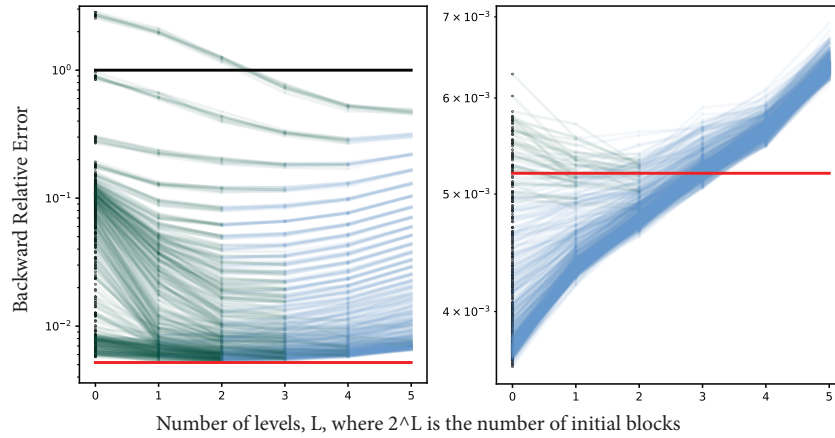 Backward Relative Error
10^0
10^-1
10^-2
0 1 2 3 4 5
7 × 10^-3
6 × 10^-3
5 × 10^-3
4 × 10^-3
0 1 2 3 4 5
Number of levels, L, where 2^L is the number of initial blocks